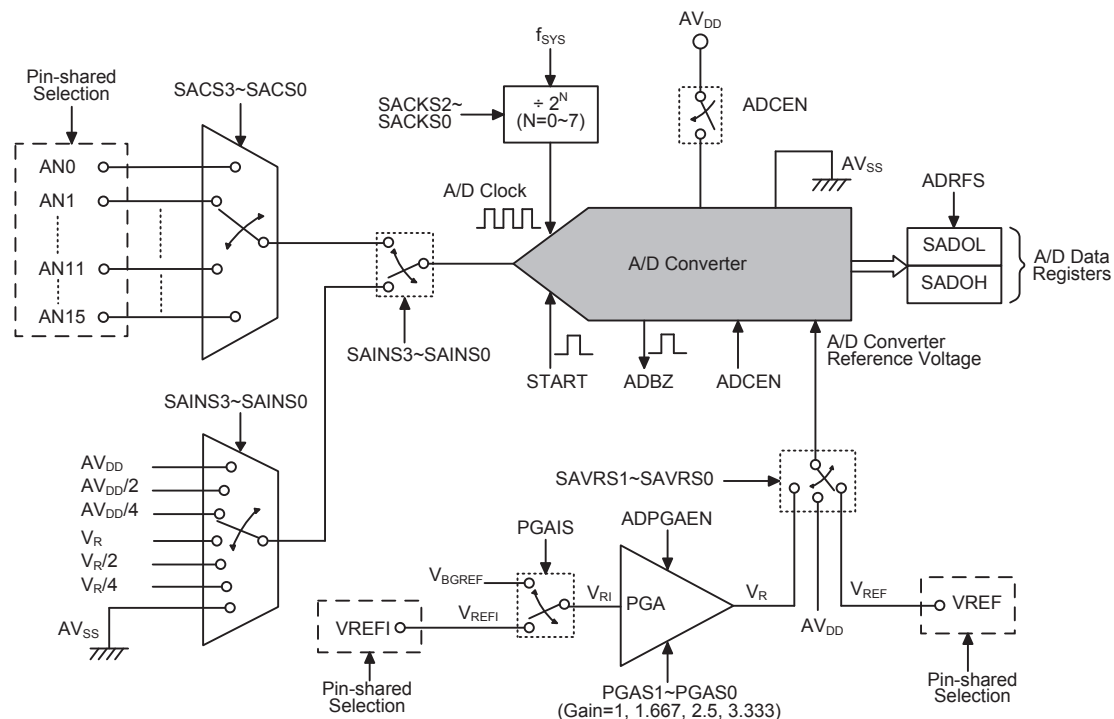 AV_DD
f_SYS
Pin-shared
Selection
SACS3~SACS0
SACKS2~
SACKS0
÷ 2^N
(N=0~7)
ADCEN
AN0
AN1
AN11
AN15
A/D Clock
AV_SS
ADRFS
A/D Converter
SADOL
SADOH
A/D Data
Registers
SAINS3~SAINS0
START
ADBZ
ADCEN
A/D Converter
Reference Voltage
SAINS3~SAINS0
AV_DD
AV_DD/2
AV_DD/4
V_R
V_R/2
V_R/4
AV_SS
SAVRS1~SAVRS0
PGAIS
ADPGAEN
V_BGREF
V_RI
PGA
V_R
V_REF
VREF
VREFI
V_REFI
AV_DD
Pin-shared
Selection
PGAS1~PGAS0
(Gain=1, 1.667, 2.5, 3.333)
Pin-shared
Selection